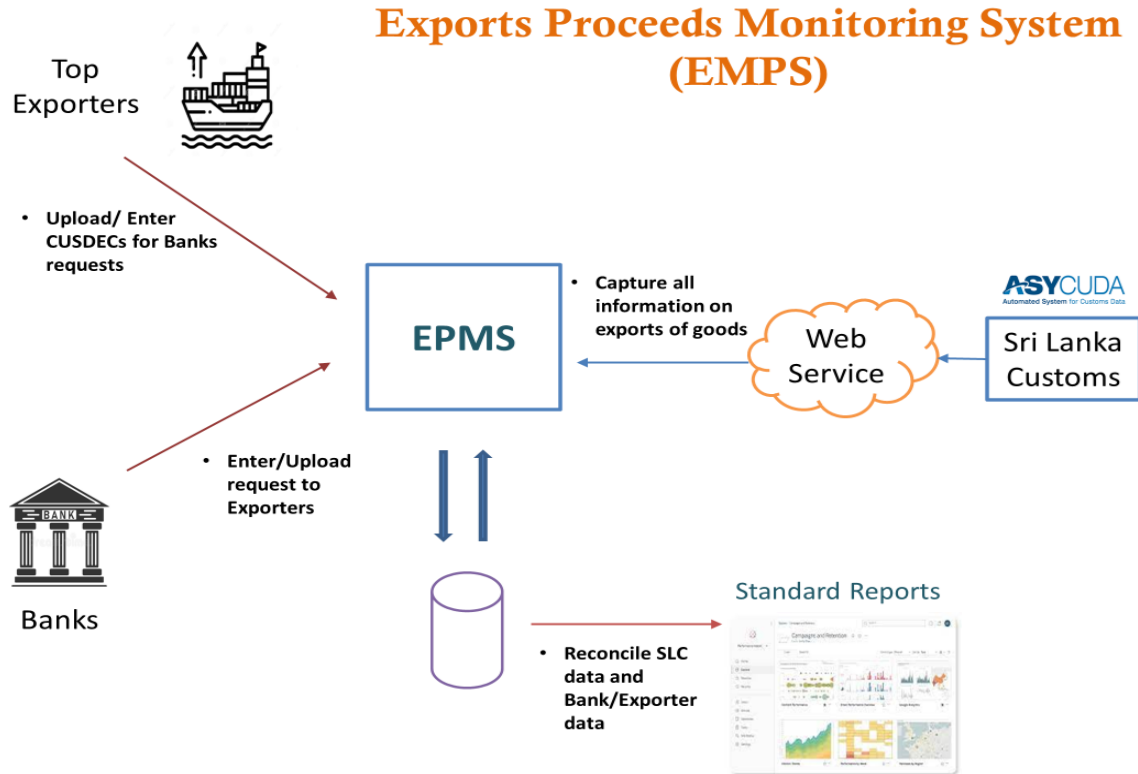 Exports Proceeds Monitoring System
(EMPS)
Top
Exporters
• Upload/ Enter
CUSDECs for Banks
requests
EPMS
• Capture all
information on
exports of goods
Web
Service
ASYCUDA
Automated System for Customs Data
Sri Lanka
Customs
• Enter/Upload
request to
Exporters
BANK
Banks
• Reconcile SLC
data and
Bank/Exporter
data
Standard Reports
Campaigns and Retention